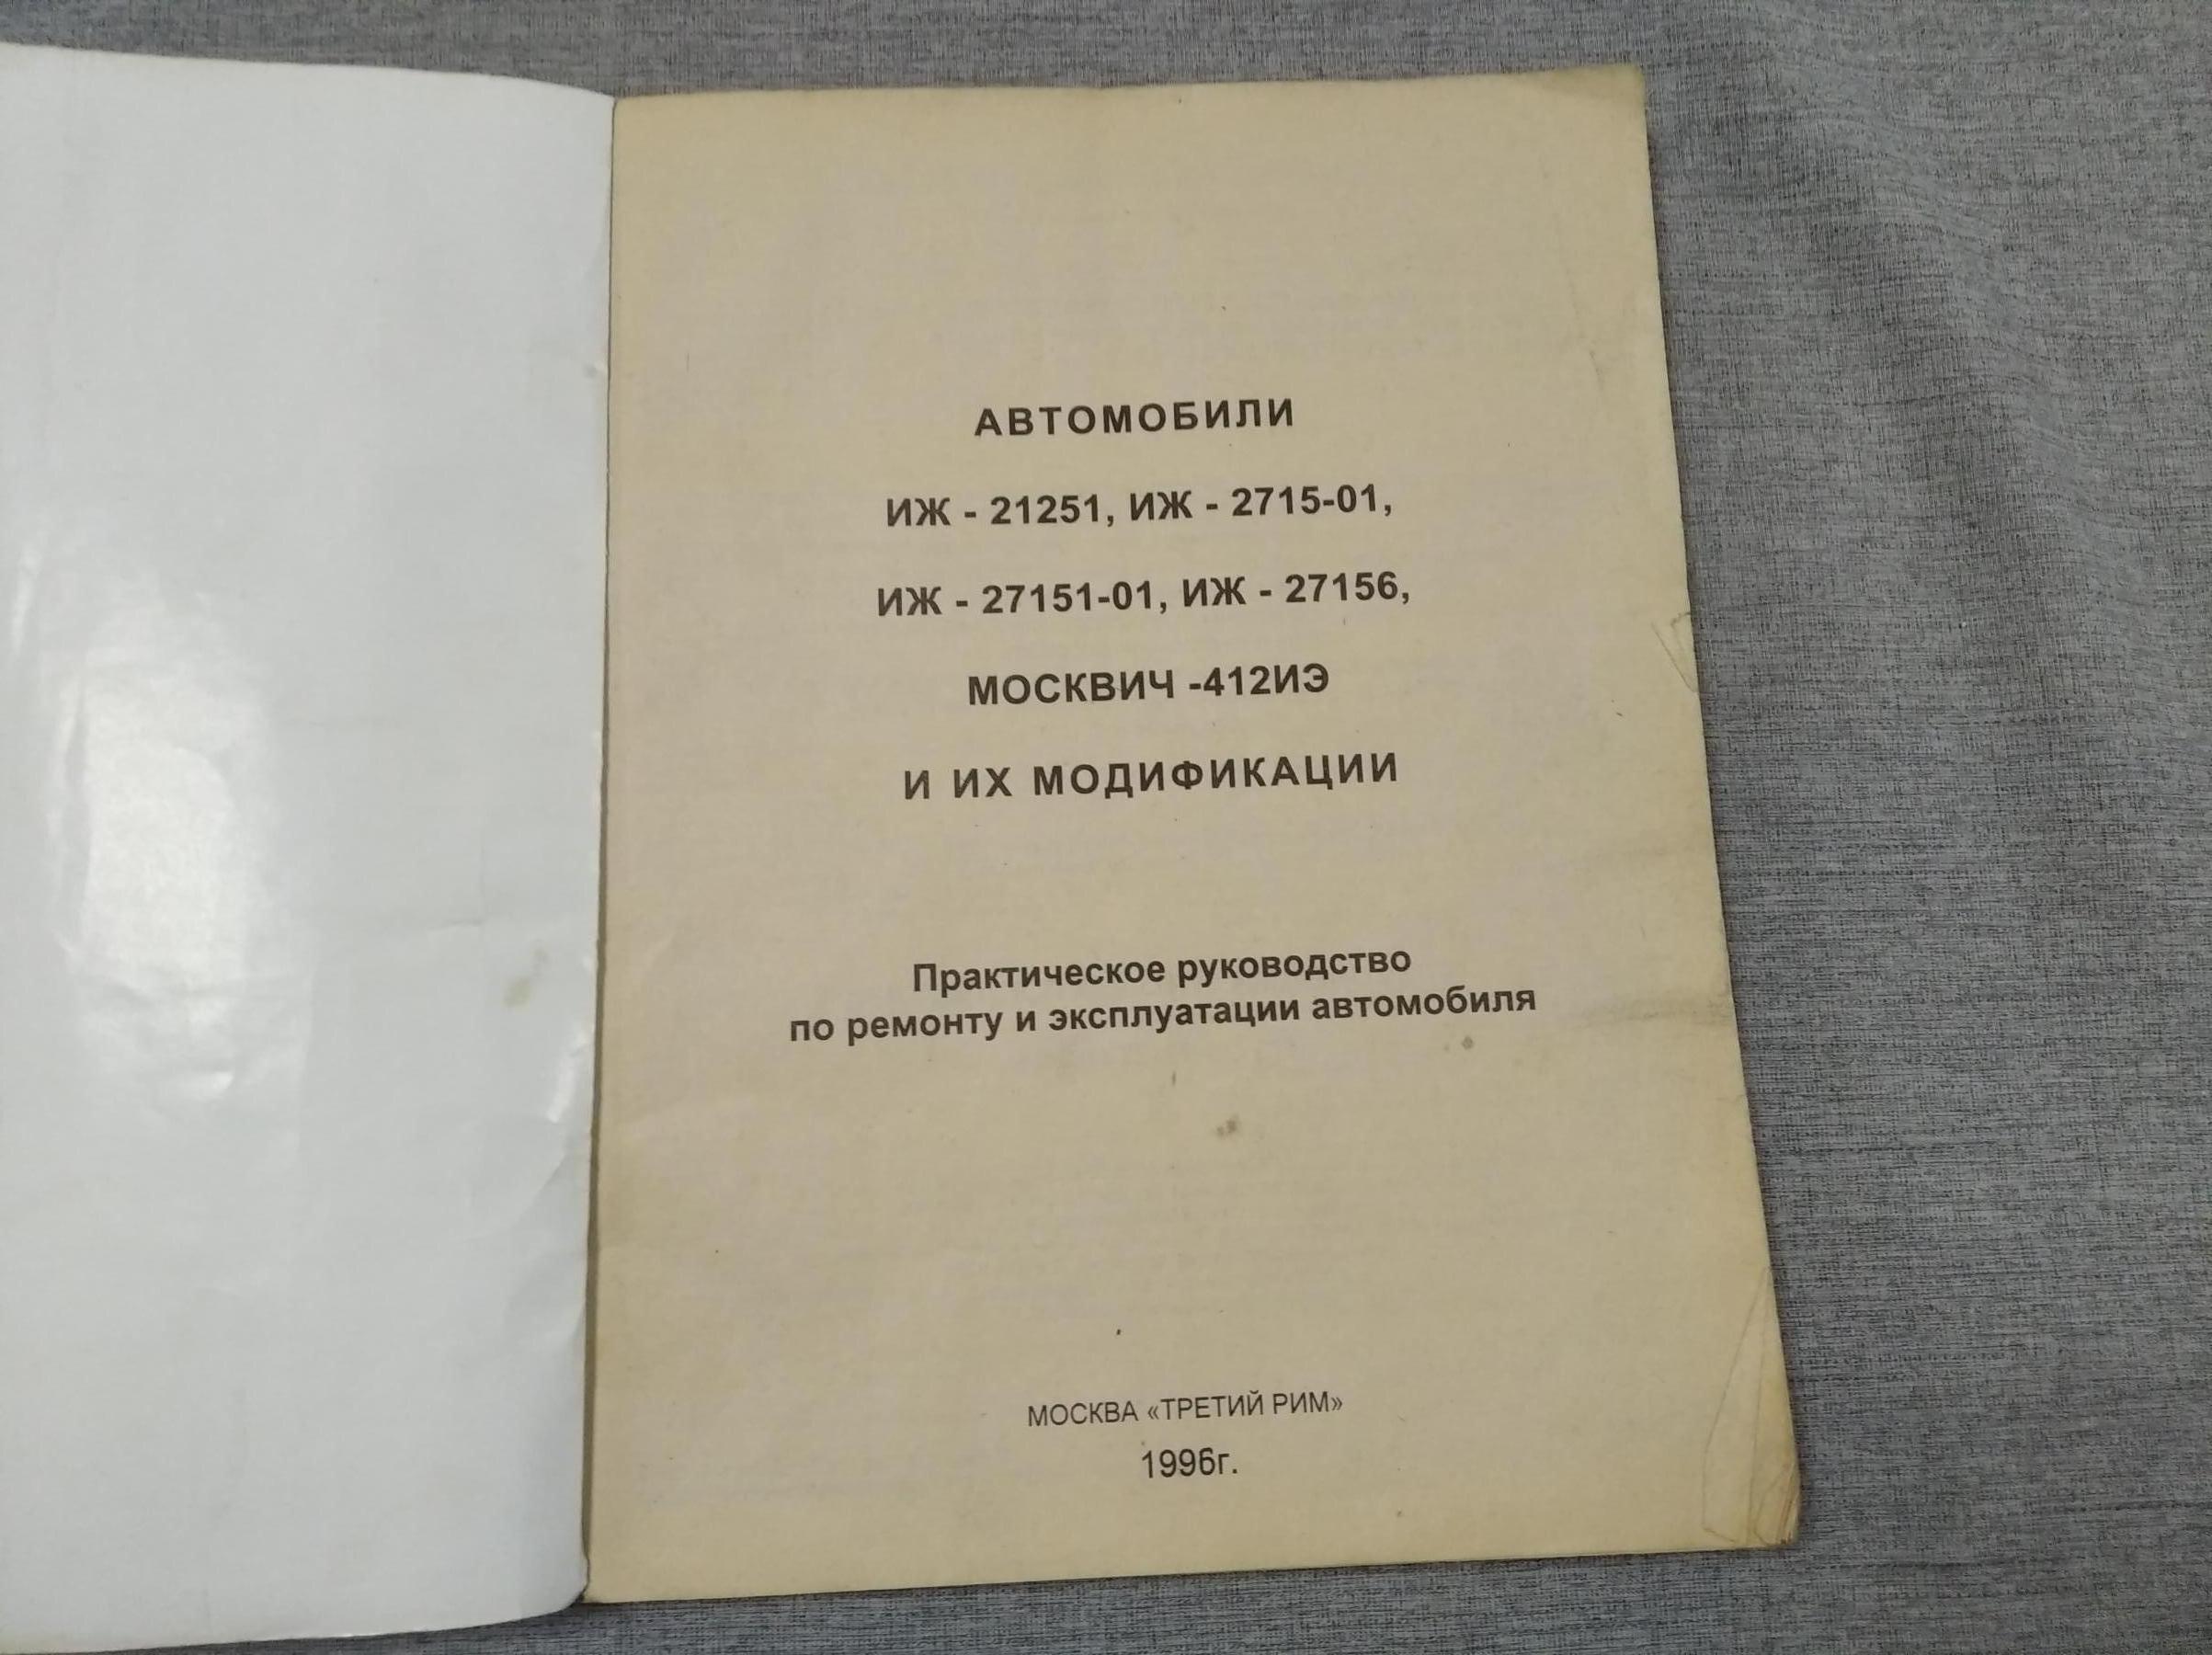 АВТОМОБИЛИ
ИЖ - 21251, ИЖ - 2715-01,
ИЖ - 27151-01, ИЖ - 27156,
МОСКВИЧ -412ИЭ
И ИХ МОДИФИКАЦИИ
Практическое руководство
по ремонту и эксплуатации автомобиля
МОСКВА «ТРЕТИЙ РИМ»
1996г.